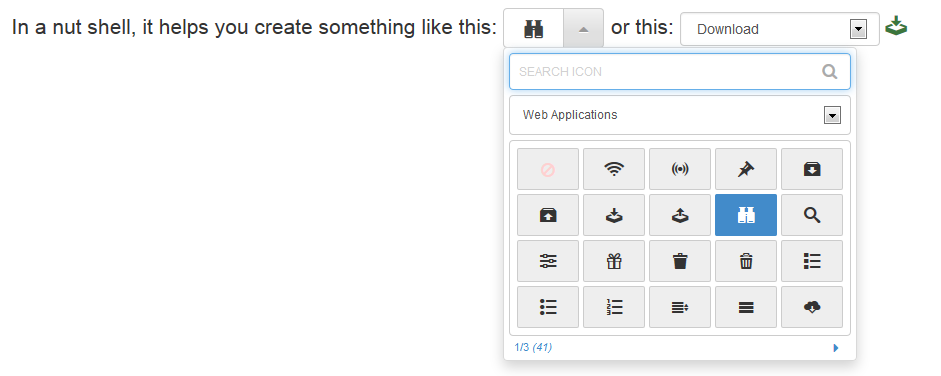 In a nut shell, it helps you create something like this: or this: Download
SEARCH ICON
Web Applications
1/3 (41)